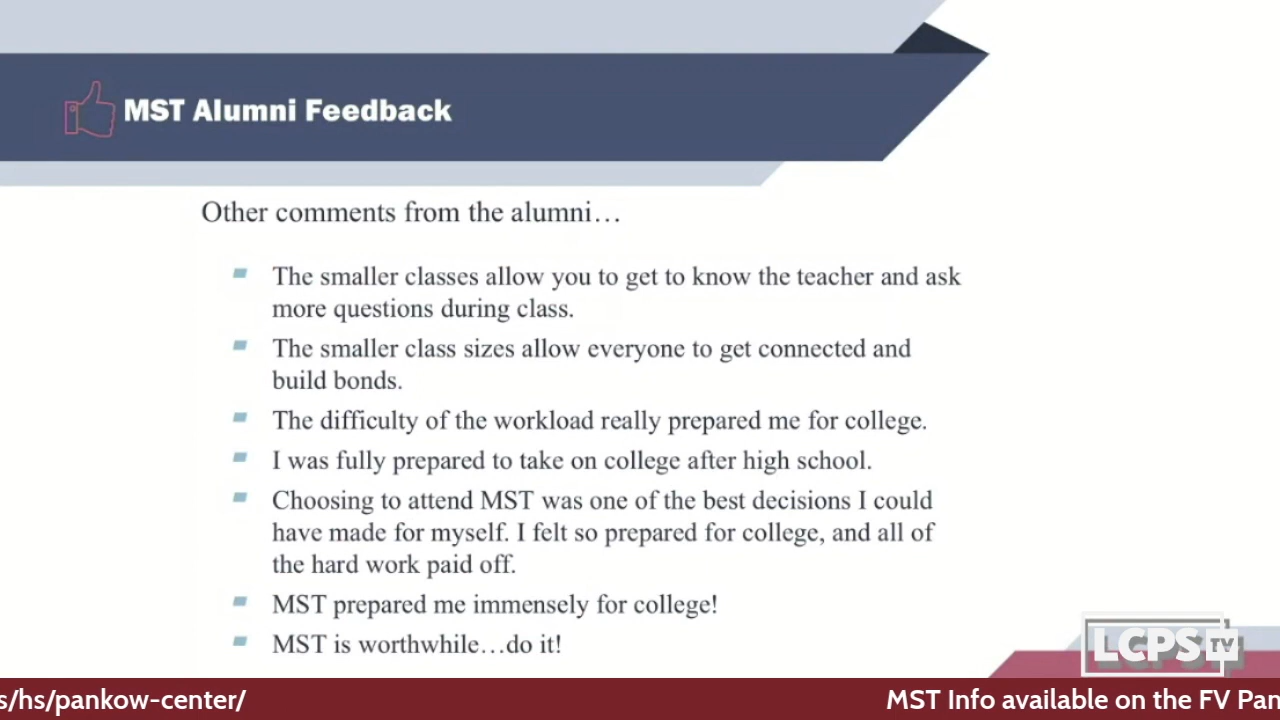 MST Alumni Feedback
Other comments from the alumni…
The smaller classes allow you to get to know the teacher and ask
more questions during class.
The smaller class sizes allow everyone to get connected and
build bonds.
The difficulty of the workload really prepared me for college.
I was fully prepared to take on college after high school.
Choosing to attend MST was one of the best decisions I could
have made for myself. I felt so prepared for college, and all of
the hard work paid off.
MST prepared me immensely for college!
MST is worthwhile…do it!
LCPS TV
s/hs/pankow-center/ MST Info available on the FV Pan